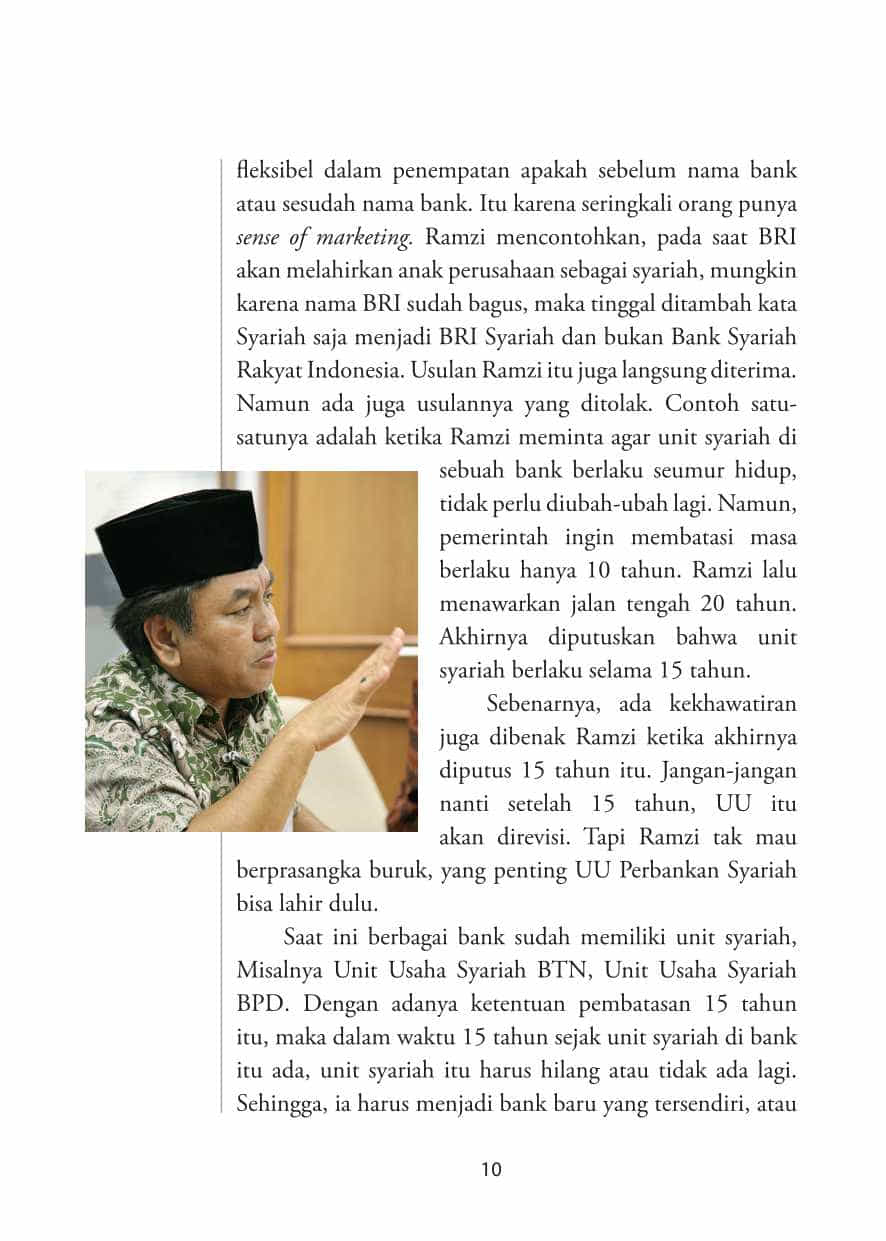 fleksibel dalam penempatan apakah sebelum nama bank
atau sesudah nama bank. Itu karena seringkali orang punya
sense of marketing. Ramzi mencontohkan, pada saat BRI
akan melahirkan anak perusahaan sebagai syariah, mungkin
karena nama BRI sudah bagus, maka tinggal ditambah kata
Syariah saja menjadi BRI Syariah dan bukan Bank Syariah
Rakyat Indonesia. Usulan Ramzi itu juga langsung diterima.
Namun ada juga usulannya yang ditolak. Contoh satu-
satunya adalah ketika Ramzi meminta agar unit syariah di
sebuah bank berlaku seumur hidup,
tidak perlu diubah-ubah lagi. Namun,
pemerintah ingin membatasi masa
berlaku hanya 10 tahun. Ramzi lalu
menawarkan jalan tengah 20 tahun.
Akhirnya diputuskan bahwa unit
syariah berlaku selama 15 tahun.
Sebenarnya, ada kekhawatiran
juga dibenak Ramzi ketika akhirnya
diputus 15 tahun itu. Jangan-jangan
nanti setelah 15 tahun, UU itu
akan direvisi. Tapi Ramzi tak mau
berprasangka buruk, yang penting UU Perbankan Syariah
bisa lahir dulu.
Saat ini berbagai bank sudah memiliki unit syariah,
Misalnya Unit Usaha Syariah BTN, Unit Usaha Syariah
BPD. Dengan adanya ketentuan pembatasan 15 tahun
itu, maka dalam waktu 15 tahun sejak unit syariah di bank
itu ada, unit syariah itu harus hilang atau tidak ada lagi.
Sehingga, ia harus menjadi bank baru yang tersendiri, atau
10